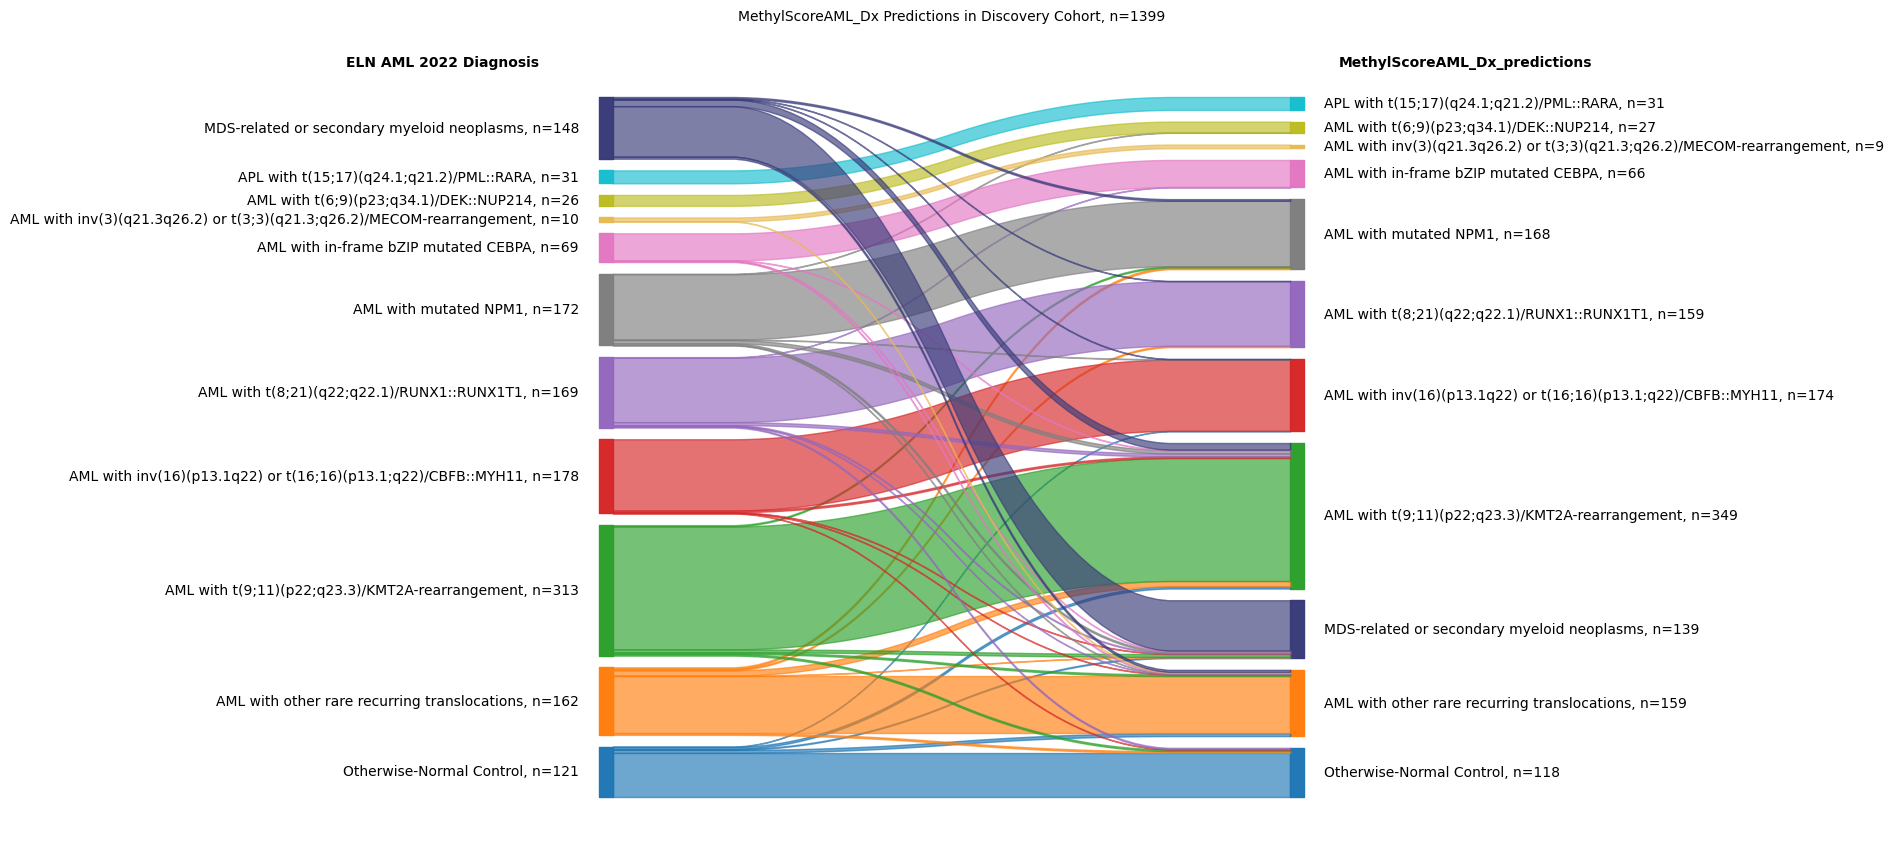 MethylScoreAML_Dx Predictions in Discovery Cohort, n=1399
ELN AML 2022 Diagnosis
MDS-related or secondary myeloid neoplasms, n=148
APL with t(15;17)(q24.1;q21.2)/PML::RARA, n=31
AML with t(6;9)(p23;q34.1)/DEK::NUP214, n=26
AML with inv(3)(q21.3q26.2) or t(3;3)(q21.3;q26.2)/MECOM-rearrangement, n=10
AML with in-frame bZIP mutated CEBPA, n=69
AML with mutated NPM1, n=172
AML with t(8;21)(q22;q22.1)/RUNX1::RUNX1T1, n=169
AML with inv(16)(p13.1q22) or t(16;16)(p13.1;q22)/CBFB::MYH11, n=178
AML with t(9;11)(p22;q23.3)/KMT2A-rearrangement, n=313
AML with other rare recurring translocations, n=162
Otherwise-Normal Control, n=121
MethylScoreAML_Dx_predictions
APL with t(15;17)(q24.1;q21.2)/PML::RARA, n=31
AML with t(6;9)(p23;q34.1)/DEK::NUP214, n=27
AML with inv(3)(q21.3q26.2) or t(3;3)(q21.3;q26.2)/MECOM-rearrangement, n=9
AML with in-frame bZIP mutated CEBPA, n=66
AML with mutated NPM1, n=168
AML with t(8;21)(q22;q22.1)/RUNX1::RUNX1T1, n=159
AML with inv(16)(p13.1q22) or t(16;16)(p13.1;q22)/CBFB::MYH11, n=174
AML with t(9;11)(p22;q23.3)/KMT2A-rearrangement, n=349
MDS-related or secondary myeloid neoplasms, n=139
AML with other rare recurring translocations, n=159
Otherwise-Normal Control, n=118